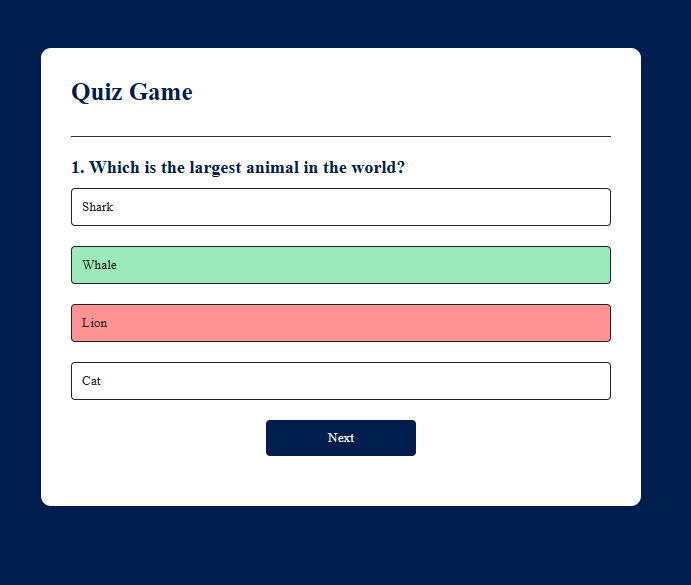 Quiz Game
1. Which is the largest animal in the world?
Shark
Whale
Lion
Cat
Next